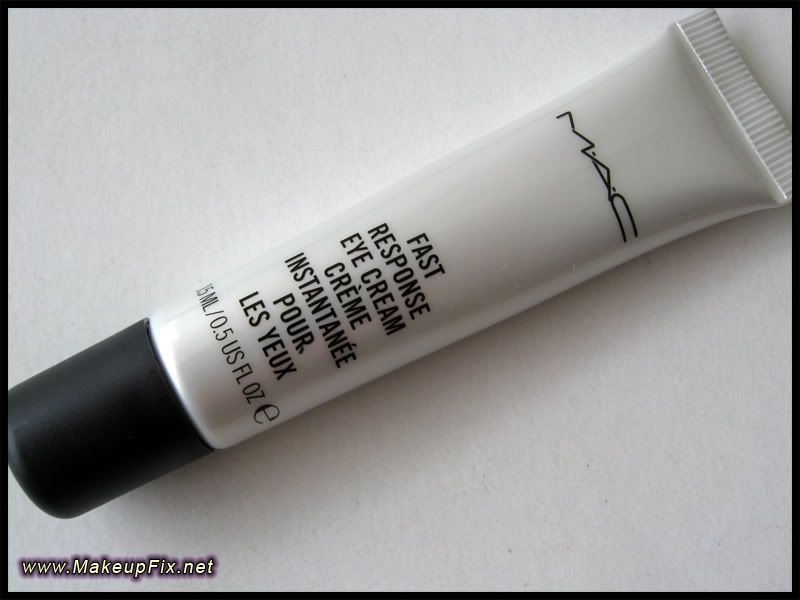 M·A·C
FAST
RESPONSE
EYE CREAM
CRÈME
INSTANTANÉE
POUR
LES YEUX
15 ML/0.5 US FL OZ ℮
www.MakeupFix.net